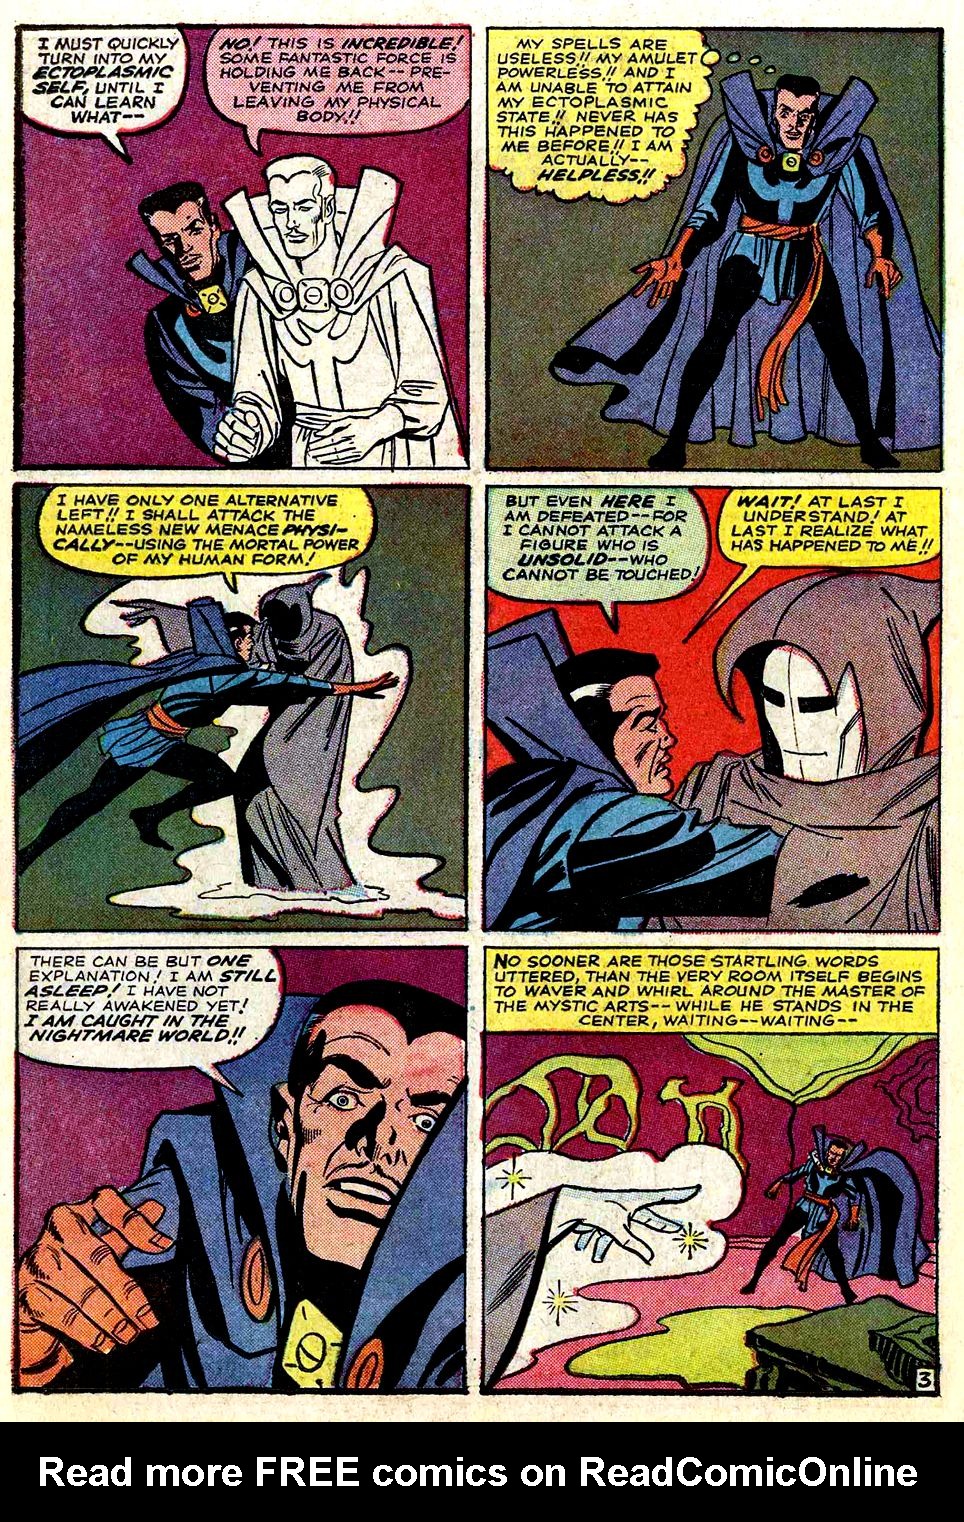 I MUST QUICKLY
TURN INTO MY
ECTOPLASMIC
SELF, UNTIL I
CAN LEARN
WHAT--
NO! THIS IS INCREDIBLE!
SOME FANTASTIC FORCE IS
HOLDING ME BACK-- PRE-
VENTING ME FROM
LEAVING MY PHYSICAL
BODY!!
MY SPELLS ARE
USELESS!! MY AMULET
POWERLESS!! AND I
AM UNABLE TO ATTAIN
MY ECTOPLASMIC
STATE!! NEVER HAS
THIS HAPPENED TO
ME BEFORE!! I AM
ACTUALLY--
HELPLESS!!
I HAVE ONLY ONE ALTERNATIVE
LEFT!! I SHALL ATTACK THE
NAMELESS NEW MENACE PHYSI-
CALLY--USING THE MORTAL POWER
OF MY HUMAN FORM!
BUT EVEN HERE I
AM DEFEATED--FOR
I CANNOT ATTACK A
FIGURE WHO IS
UNSOLID--WHO
CANNOT BE TOUCHED!
WAIT! AT LAST I
UNDERSTAND! AT
LAST I REALIZE WHAT
HAS HAPPENED TO ME!!
THERE CAN BE BUT ONE
EXPLANATION! I AM STILL
ASLEEP! I HAVE NOT
REALLY AWAKENED YET!
I AM CAUGHT IN THE
NIGHTMARE WORLD!!
NO SOONER ARE THOSE STARTLING WORDS
UTTERED, THAN THE VERY ROOM ITSELF BEGINS
TO WAVER AND WHIRL AROUND THE MASTER OF
THE MYSTIC ARTS-- WHILE HE STANDS IN THE
CENTER, WAITING--WAITING--
3
Read more FREE comics on ReadComicOnline